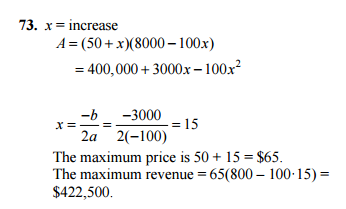 73. x = increase
A = (50 + x)(8000 – 100x)
= 400,000 + 3000x – 100x²
x = -b/2a = -3000/2(-100) = 15
The maximum price is 50 + 15 = $65.
The maximum revenue = 65(800 – 100·15) =
$422,500.